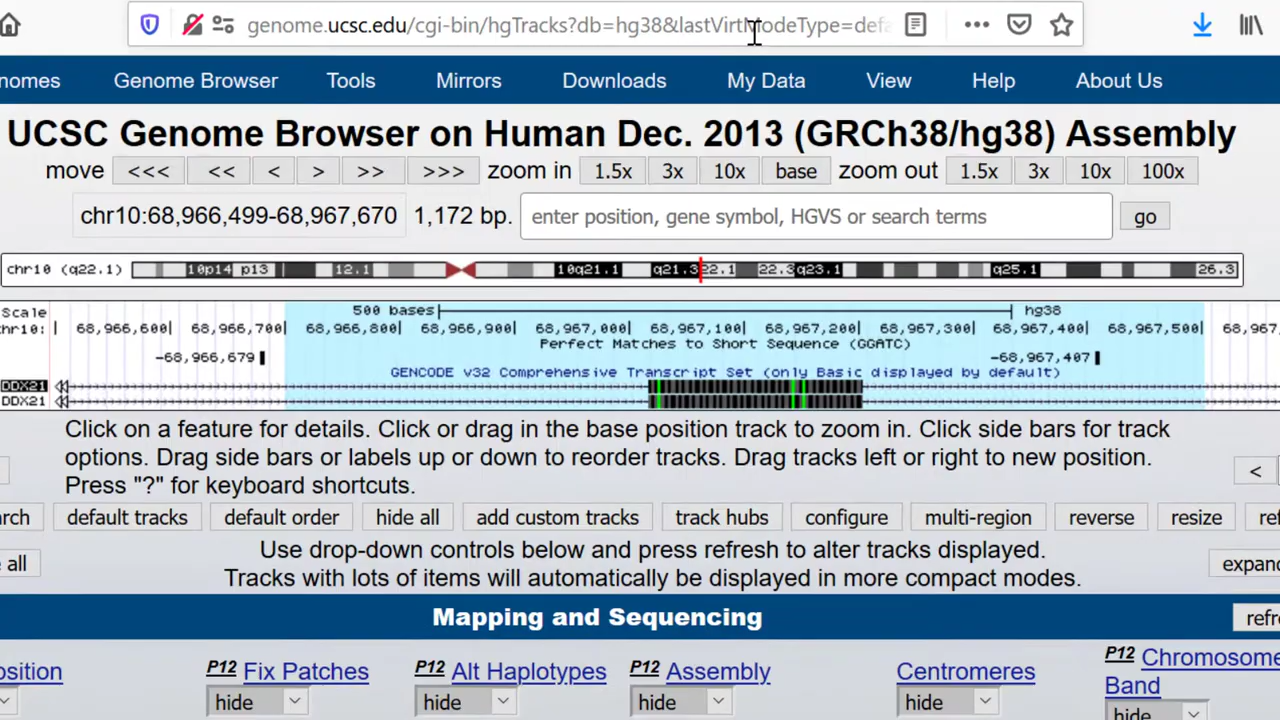 genome.ucsc.edu/cgi-bin/hgTracks?db=hg38&lastVirtModeType=defa
nomes Genome Browser Tools Mirrors Downloads My Data View Help About Us
UCSC Genome Browser on Human Dec. 2013 (GRCh38/hg38) Assembly
move <<< << < > >> >>> zoom in 1.5x 3x 10x base zoom out 1.5x 3x 10x 100x
chr10:68,966,499-68,967,670 1,172 bp. enter position, gene symbol, HGVS or search terms go
chr10 (q22.1) 10p14 p13 12.1 10q21.1 q21.3 22.1 22.3 q23.1 q25.1 26.3
Scale 500 bases hg38
hr10: 68,966,600| 68,966,700| 68,966,800| 68,966,900| 68,967,000| 68,967,100| 68,967,200| 68,967,300| 68,967,400| 68,967,500| 68,967
Perfect Matches to Short Sequence (GGATC)
-68,966,679 -68,967,407
GENCODE v32 Comprehensive Transcript Set (only Basic displayed by default)
DDX21
DDX21
Click on a feature for details. Click or drag in the base position track to zoom in. Click side bars for track
options. Drag side bars or labels up or down to reorder tracks. Drag tracks left or right to new position.
Press "?" for keyboard shortcuts. <
rch default tracks default order hide all add custom tracks track hubs configure multi-region reverse resize ref
Use drop-down controls below and press refresh to alter tracks displayed.
all expand
Tracks with lots of items will automatically be displayed in more compact modes.
Mapping and Sequencing refre
osition P12 Fix Patches P12 Alt Haplotypes P12 Assembly Centromeres P12 Chromosome
Band
hide hide hide hide hide